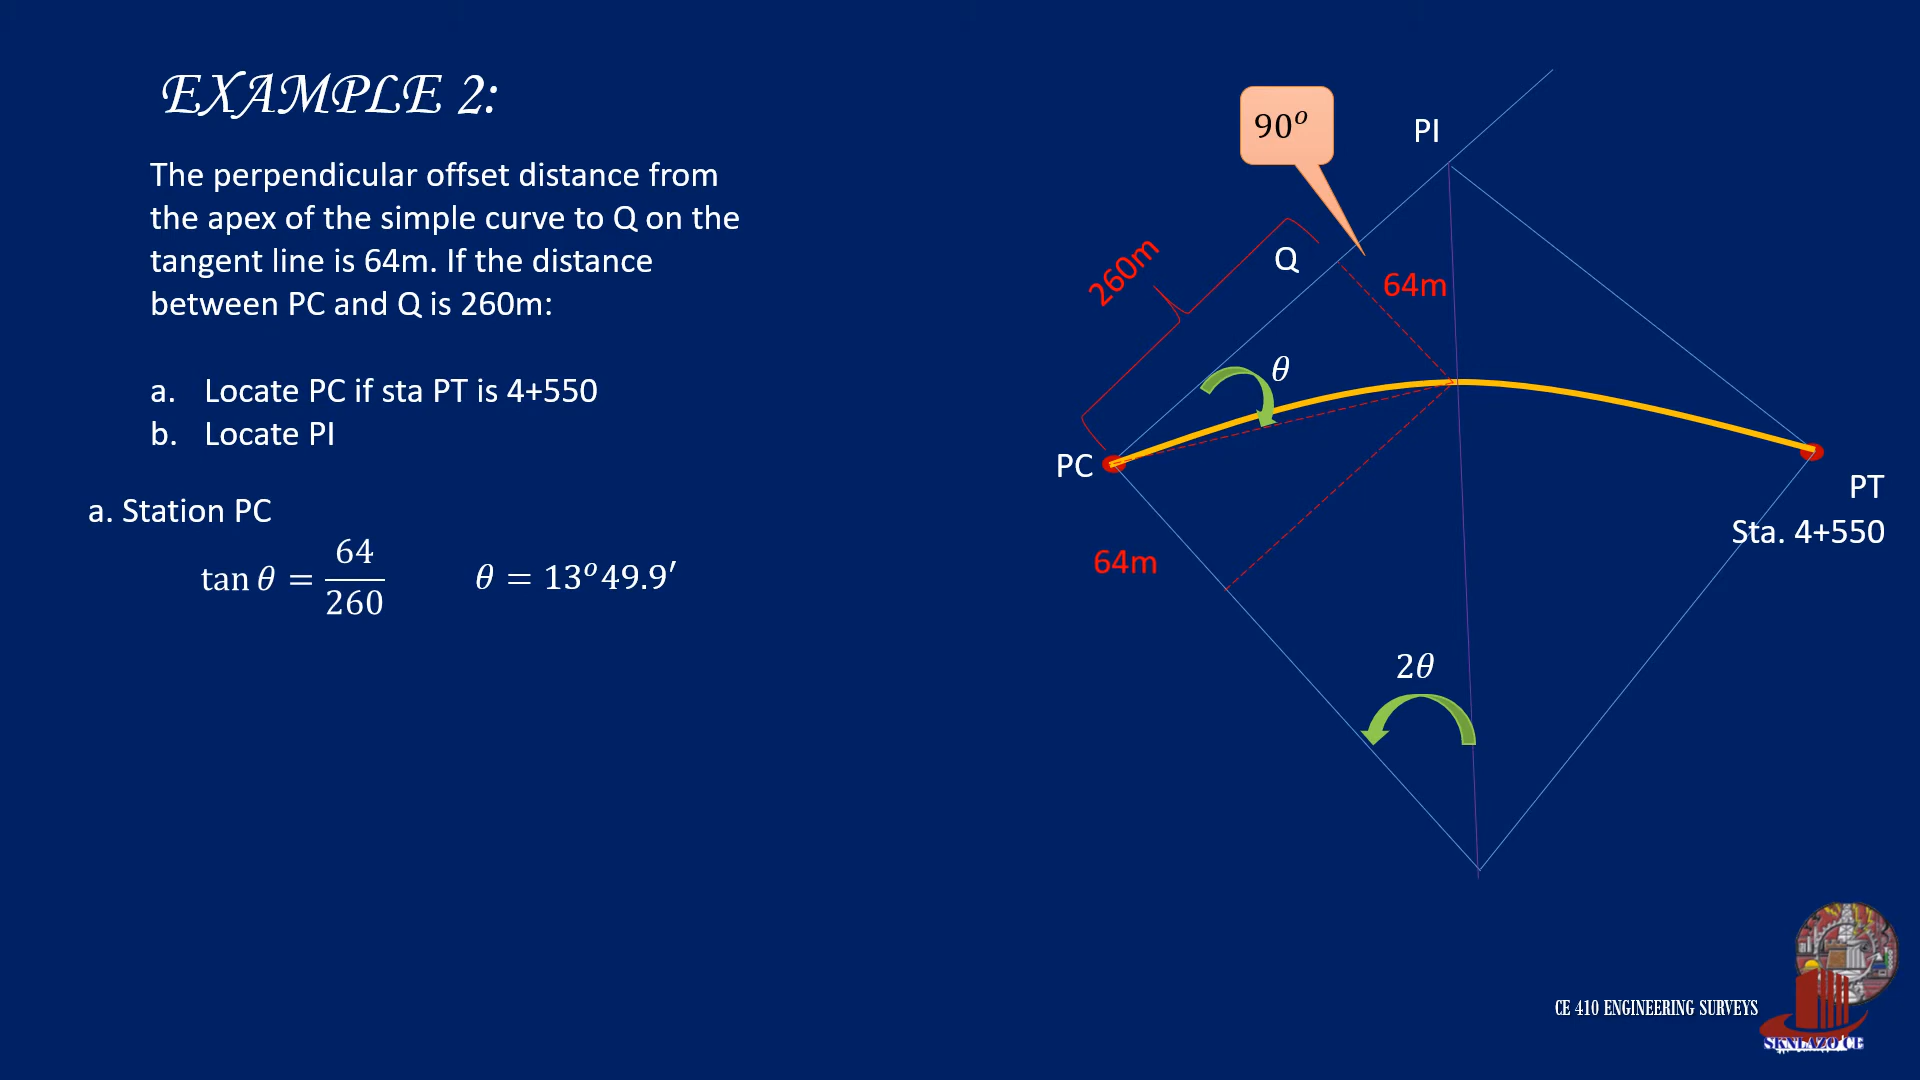 EXAMPLE 2:
The perpendicular offset distance from
the apex of the simple curve to Q on the
tangent line is 64m. If the distance
between PC and Q is 260m:
a. Locate PC if sta PT is 4+550
b. Locate PI
a. Station PC
tan θ = 64/260
θ = 13° 49.9′
90°
PI
260m
Q
64m
θ
PC
PT
Sta. 4+550
64m
2θ
CE 410 ENGINEERING SURVEYS
SKNLAZO CE